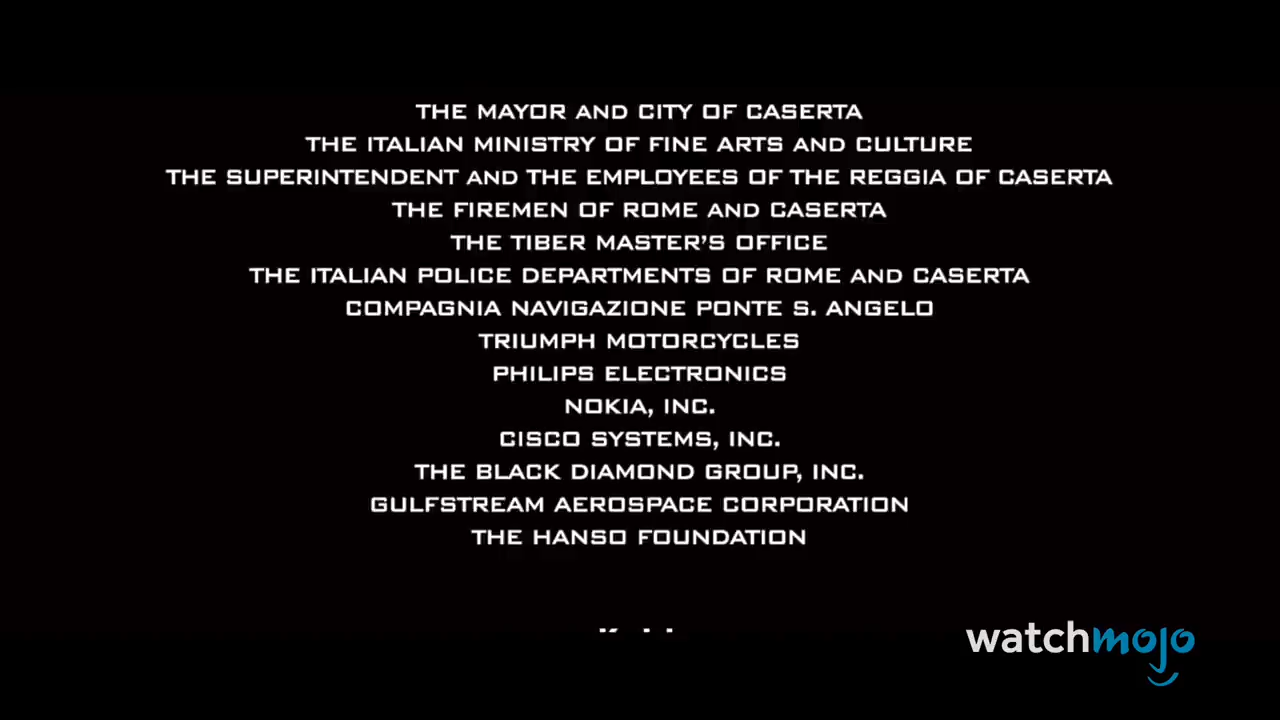 THE MAYOR AND CITY OF CASERTA
THE ITALIAN MINISTRY OF FINE ARTS AND CULTURE
THE SUPERINTENDENT AND THE EMPLOYEES OF THE REGGIA OF CASERTA
THE FIREMEN OF ROME AND CASERTA
THE TIBER MASTER'S OFFICE
THE ITALIAN POLICE DEPARTMENTS OF ROME AND CASERTA
COMPAGNIA NAVIGAZIONE PONTE S. ANGELO
TRIUMPH MOTORCYCLES
PHILIPS ELECTRONICS
NOKIA, INC.
CISCO SYSTEMS, INC.
THE BLACK DIAMOND GROUP, INC.
GULFSTREAM AEROSPACE CORPORATION
THE HANSO FOUNDATION
watchmojo